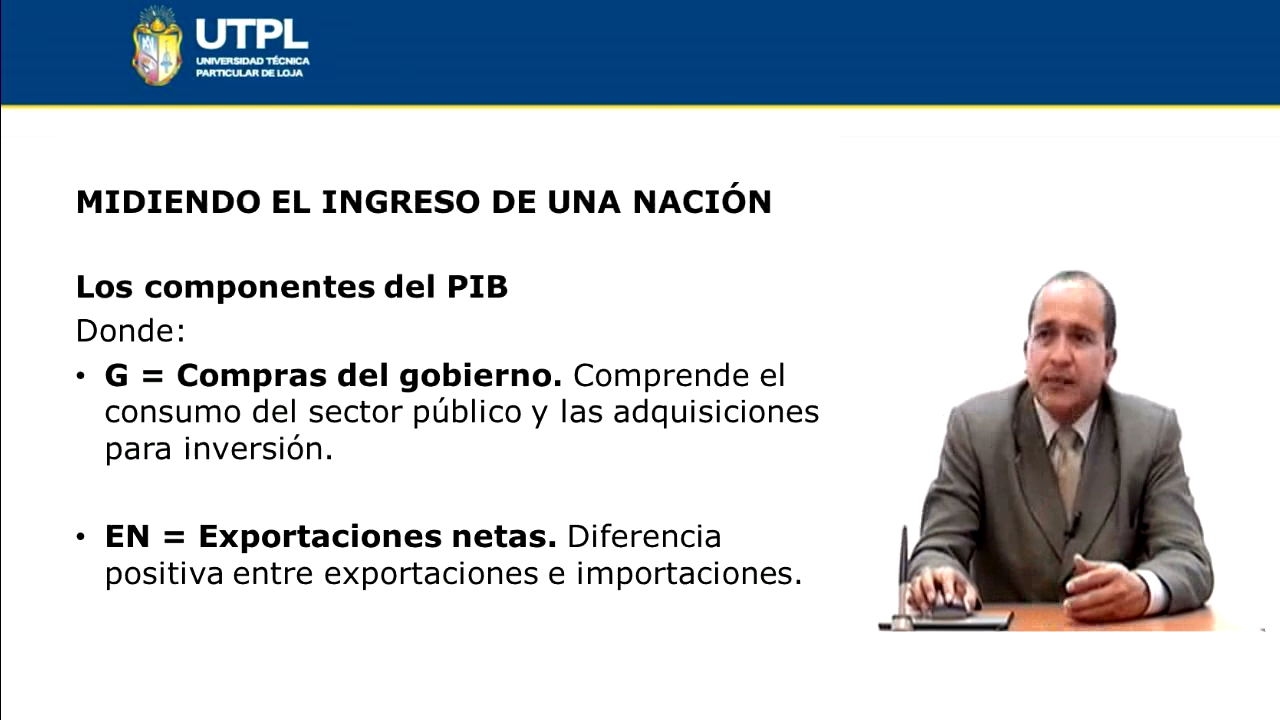 UTPL
UNIVERSIDAD TÉCNICA
PARTICULAR DE LOJA
MIDIENDO EL INGRESO DE UNA NACIÓN
Los componentes del PIB
Donde:
• G = Compras del gobierno. Comprende el
consumo del sector público y las adquisiciones
para inversión.
• EN = Exportaciones netas. Diferencia
positiva entre exportaciones e importaciones.